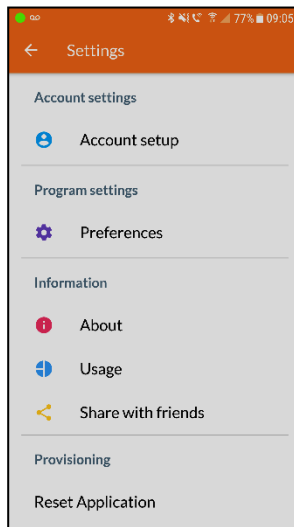 77% 09:05
Settings
Account settings
Account setup
Program settings
Preferences
Information
About
Usage
Share with friends
Provisioning
Reset Application